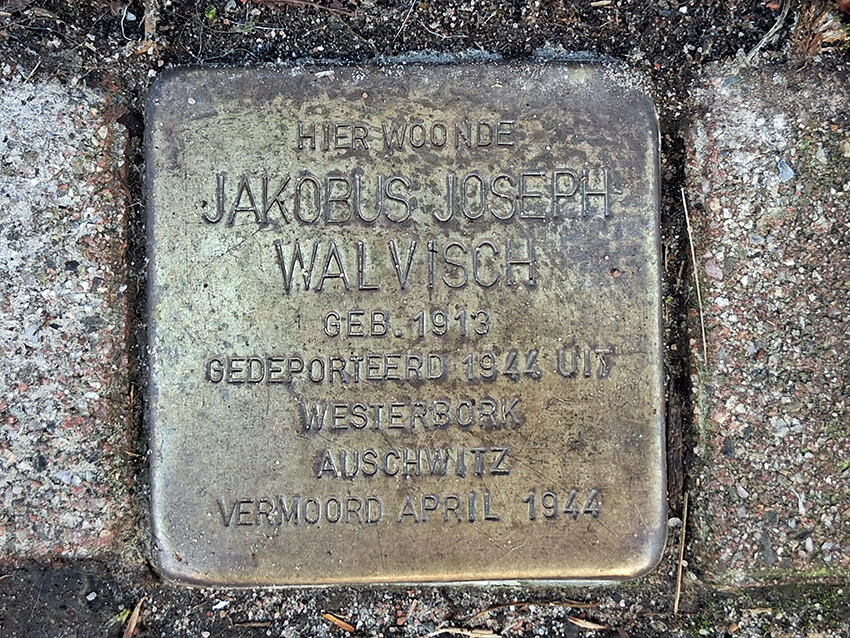 HIER WOONDE
JAKOBUS JOSEPH
WALVISCH
GEB. 1913
GEDEPORTEERD 1944 UIT
WESTERBORK
AUSCHWITZ
VERMOORD APRIL 1944